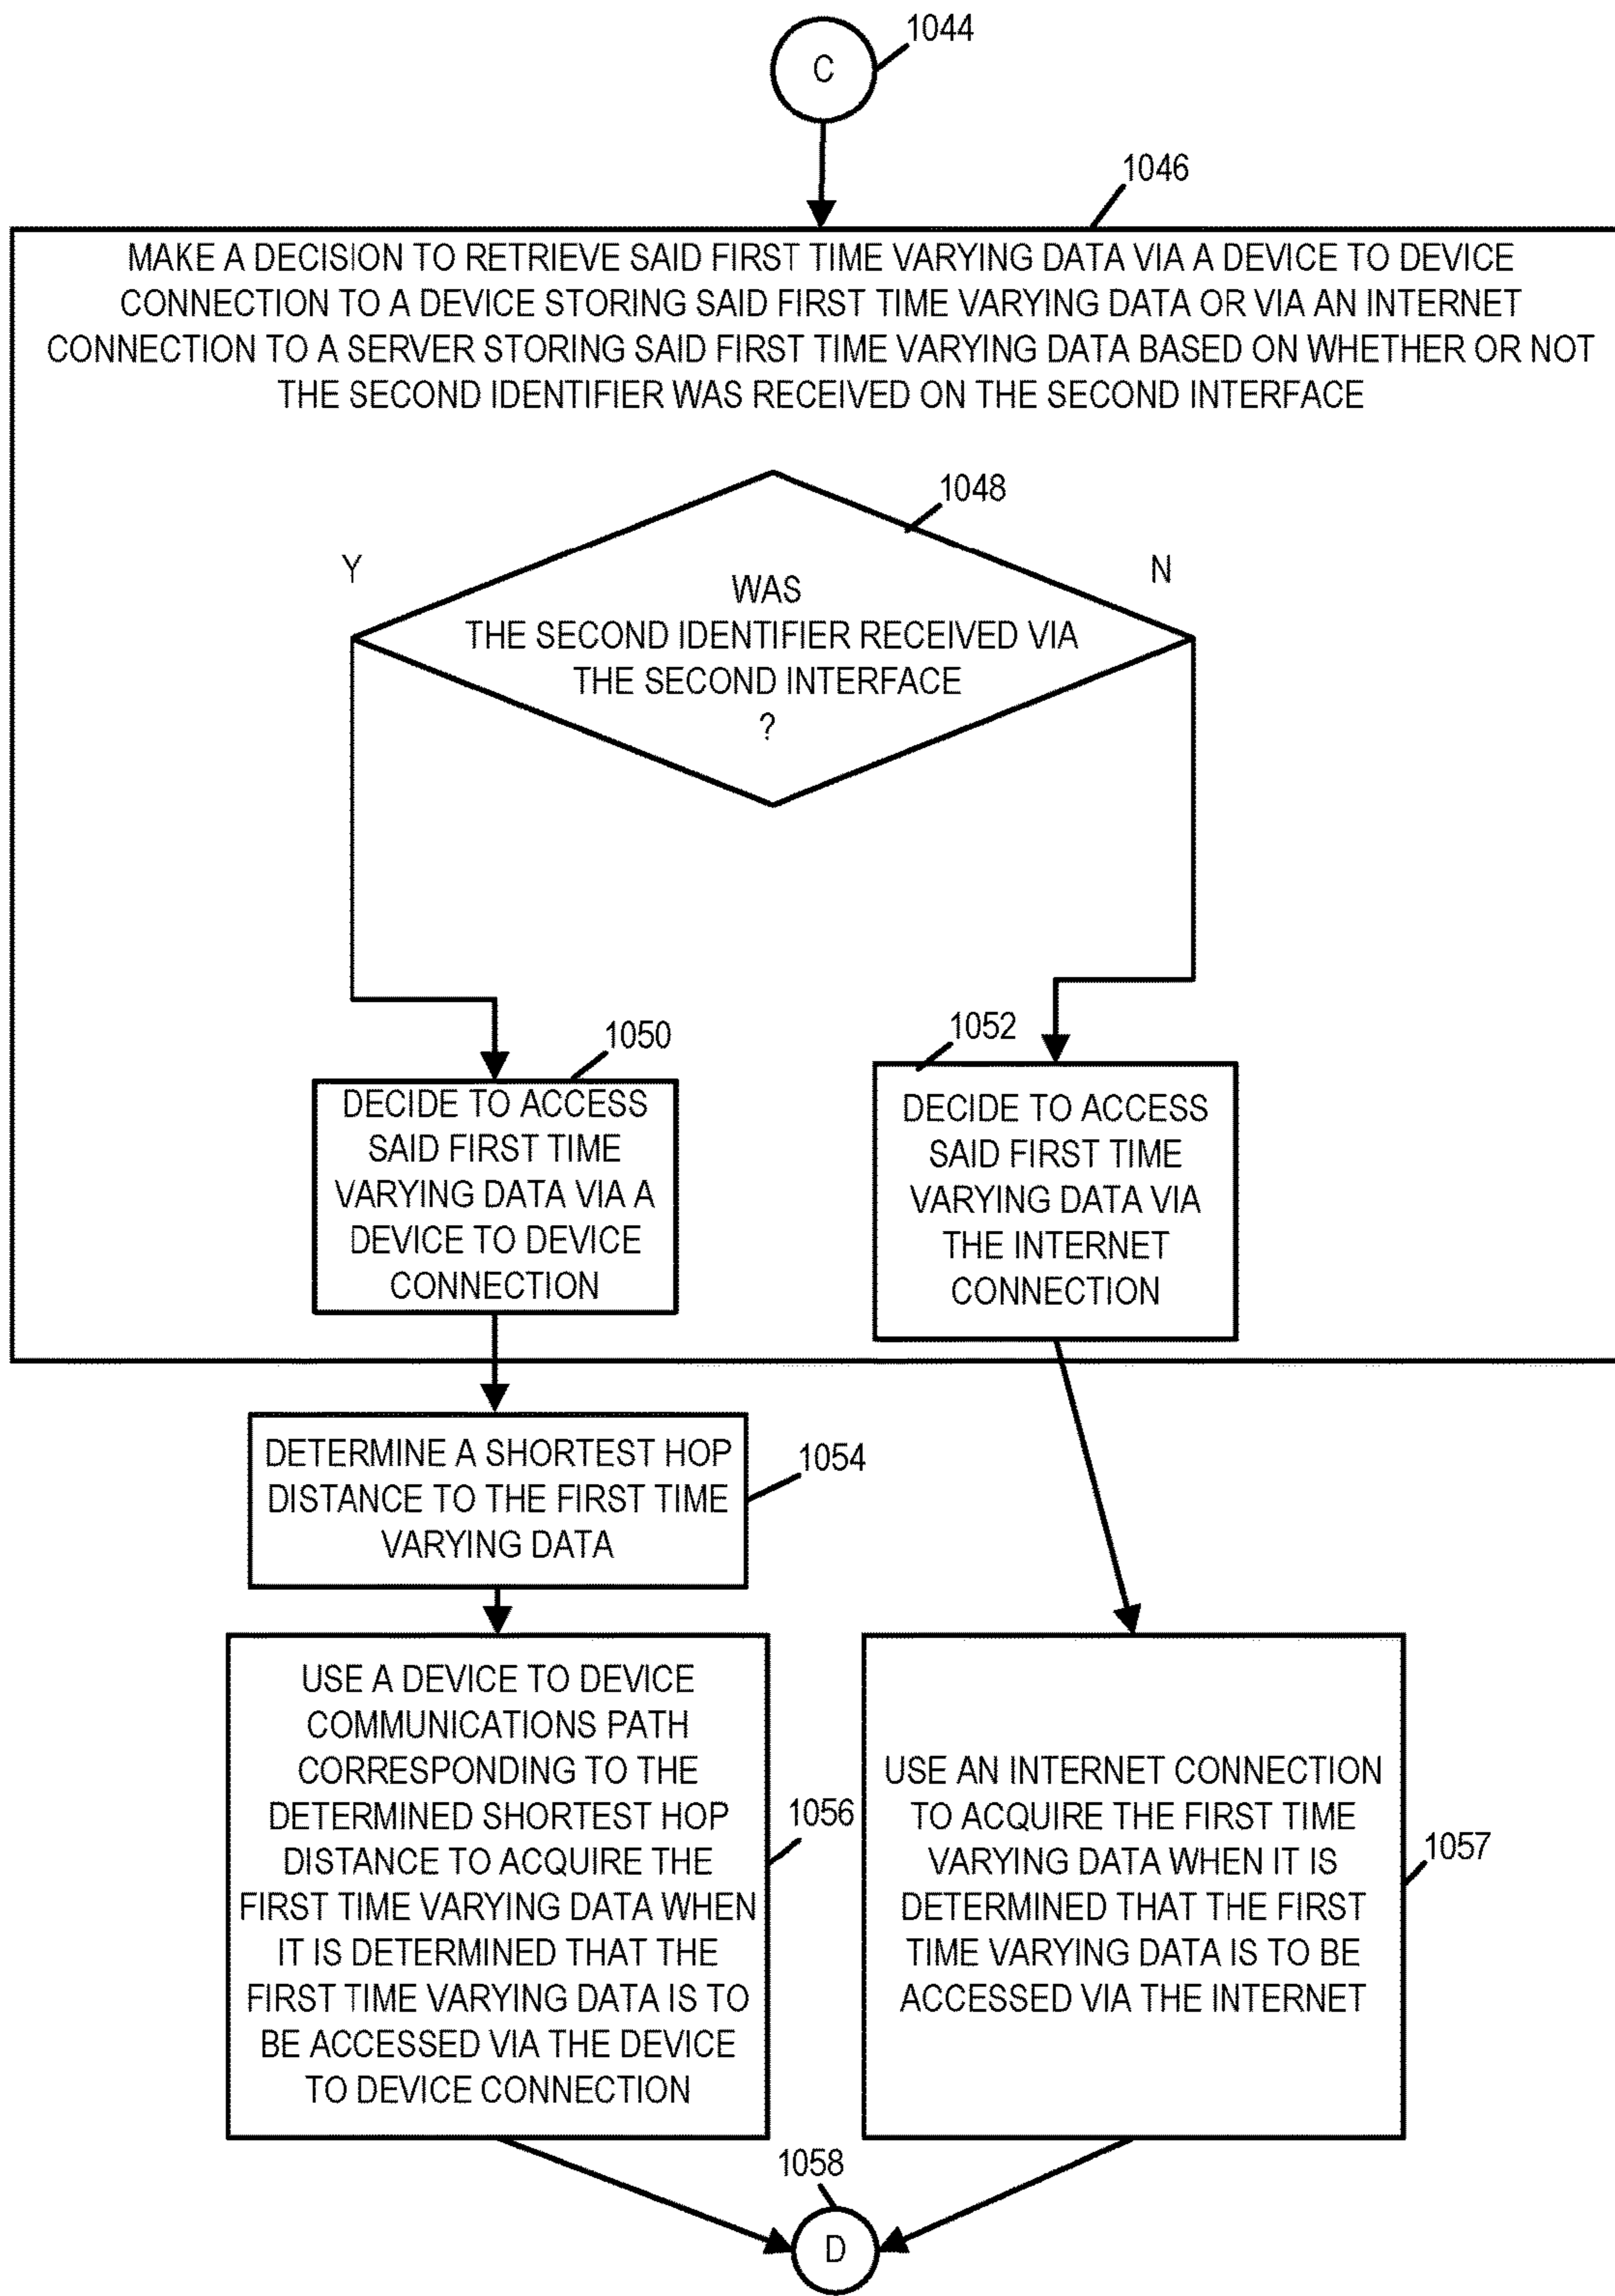 1044
C
1046
MAKE A DECISION TO RETRIEVE SAID FIRST TIME VARYING DATA VIA A DEVICE TO DEVICE
CONNECTION TO A DEVICE STORING SAID FIRST TIME VARYING DATA OR VIA AN INTERNET
CONNECTION TO A SERVER STORING SAID FIRST TIME VARYING DATA BASED ON WHETHER OR NOT
THE SECOND IDENTIFIER WAS RECEIVED ON THE SECOND INTERFACE
1048
Y
N
WAS
THE SECOND IDENTIFIER RECEIVED VIA
THE SECOND INTERFACE
?
1050
DECIDE TO ACCESS
SAID FIRST TIME
VARYING DATA VIA A
DEVICE TO DEVICE
CONNECTION
1052
DECIDE TO ACCESS
SAID FIRST TIME
VARYING DATA VIA
THE INTERNET
CONNECTION
DETERMINE A SHORTEST HOP
DISTANCE TO THE FIRST TIME
VARYING DATA
1054
USE A DEVICE TO DEVICE
COMMUNICATIONS PATH
CORRESPONDING TO THE
DETERMINED SHORTEST HOP
DISTANCE TO ACQUIRE THE
FIRST TIME VARYING DATA WHEN
IT IS DETERMINED THAT THE
FIRST TIME VARYING DATA IS TO
BE ACCESSED VIA THE DEVICE
TO DEVICE CONNECTION
1056
USE AN INTERNET CONNECTION
TO ACQUIRE THE FIRST TIME
VARYING DATA WHEN IT IS
DETERMINED THAT THE FIRST
TIME VARYING DATA IS TO BE
ACCESSED VIA THE INTERNET
1057
1058
D